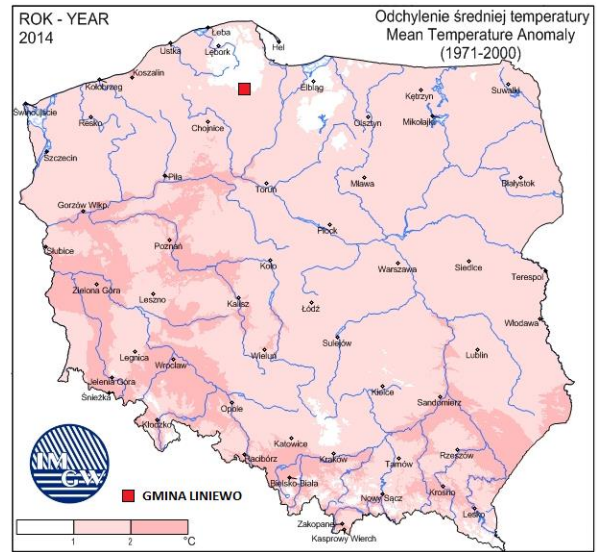 ROK - YEAR
2014
Odchylenie średniej temperatury
Mean Temperature Anomaly
(1971-2000)
Łeba
Ustka
Lębork
Hel
Koszalin
Kołobrzeg
Elbląg
Kętrzyn
Suwałki
Świnoujście
Resko
Chojnice
Olsztyn
Mikołajki
Szczecin
Piła
Toruń
Mława
Białystok
Gorzów Wlkp.
Płock
Słubice
Poznań
Koło
Warszawa
Siedlce
Terespol
Zielona Góra
Leszno
Kalisz
Łódź
Włodawa
Sulejów
Legnica
Wieluń
Lublin
Wrocław
Jelenia Góra
Śnieżka
Kielce
Sandomierz
Opole
Kłodzko
Katowice
Racibórz
Kraków
Tarnów
Rzeszów
Bielsko-Biała
Nowy Sącz
Krosno
Lesko
Zakopane
Kasprowy Wierch
IM
GW
GMINA LINIEWO
1 2 °C